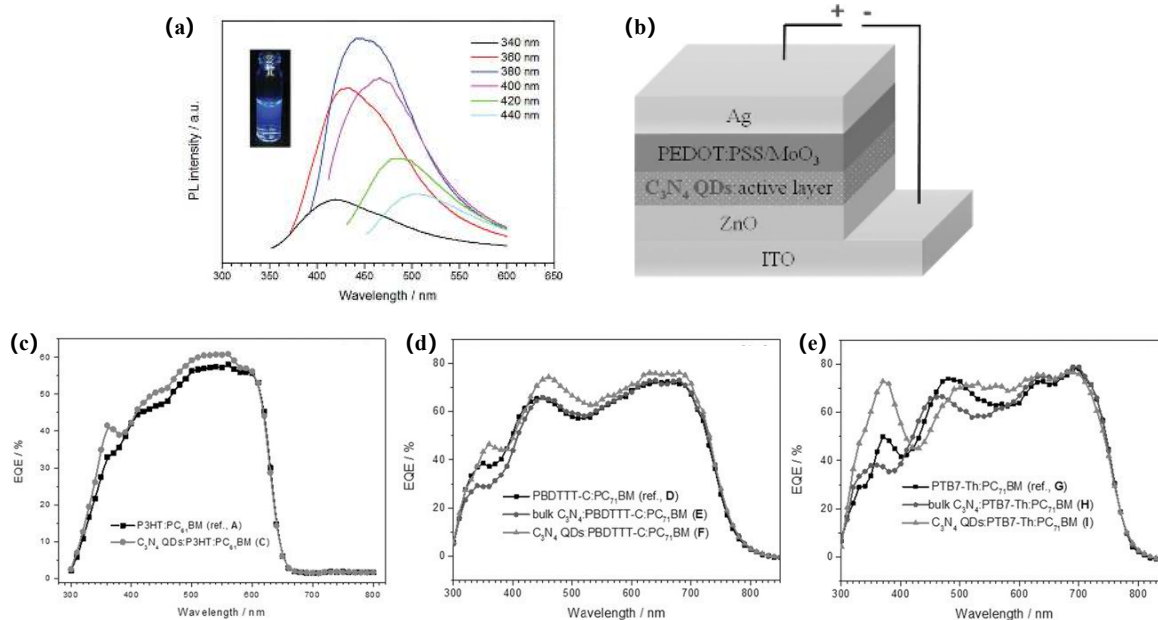 (a)
340 nm
360 nm
380 nm
400 nm
420 nm
440 nm
PL intensity / a.u.
300 350 400 450 500 550 600 650
Wavelength / nm
(b)
+ -
Ag
PEDOT:PSS/MoO3
C3N4 QDs:active layer
ZnO
ITO
(c)
60
50
40
30
20
10
0
EQE / %
P3HT:PC61BM (ref., A)
C3N4 QDs:P3HT:PC61BM (C)
300 400 500 600 700 800
Wavelength / nm
(d)
80
60
40
20
0
EQE / %
PBDTTT-C:PC71BM (ref., D)
bulk C3N4:PBDTTT-C:PC71BM (E)
C3N4 QDs:PBDTTT-C:PC71BM (F)
300 400 500 600 700 800
Wavelength / nm
(e)
80
60
40
20
0
EQE / %
PTB7-Th:PC71BM (ref., G)
bulk C3N4:PTB7-Th:PC71BM (H)
C3N4 QDs:PTB7-Th:PC71BM (I)
300 400 500 600 700 800
Wavelength / nm